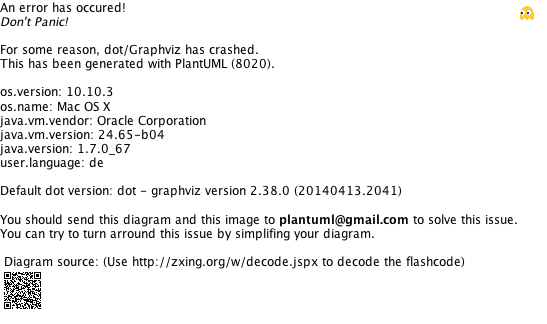 An error has occured!
Don't Panic!
For some reason, dot/Graphviz has crashed.
This has been generated with PlantUML (8020).
os.version: 10.10.3
os.name: Mac OS X
java.vm.vendor: Oracle Corporation
java.vm.version: 24.65-b04
java.version: 1.7.0_67
user.language: de
Default dot version: dot - graphviz version 2.38.0 (20140413.2041)
You should send this diagram and this image to plantuml@gmail.com to solve this issue.
You can try to turn arround this issue by simplifing your diagram.
Diagram source: (Use http://zxing.org/w/decode.jspx to decode the flashcode)